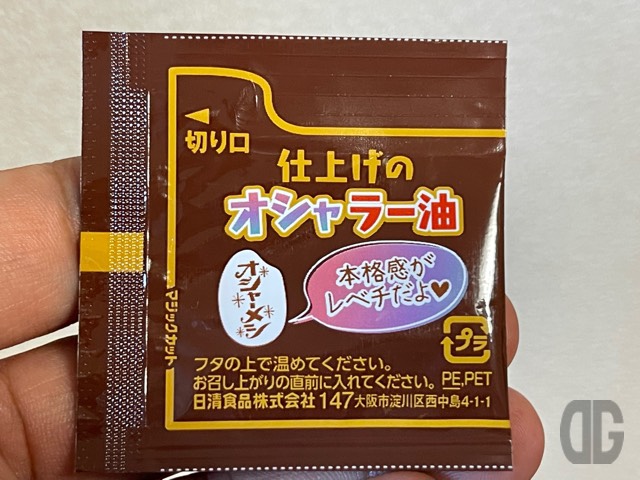 切り口
仕上げの
オシャラー油
オシャーメシ
本格感が
レベチだよ♥
マジックカット
プラ
フタの上で温めてください。
お召し上がりの直前に入れてください。 PE,PET
日清食品株式会社147大阪市淀川区西中島4-1-1
DG